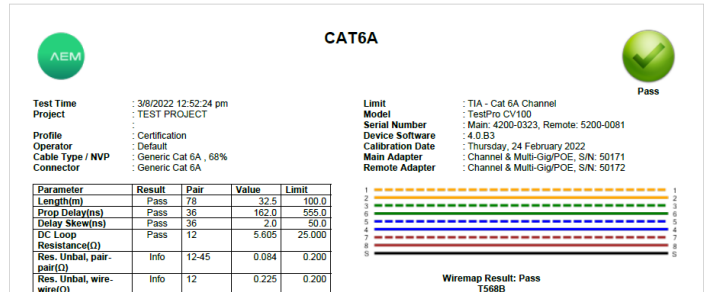 CAT6A
AEM
Pass
Test Time : 3/8/2022 12:52:24 pm
Project : TEST PROJECT
:
Profile : Certification
Operator : Default
Cable Type / NVP : Generic Cat 6A , 68%
Connector : Generic Cat 6A
Limit : TIA - Cat 6A Channel
Model : TestPro CV100
Serial Number : Main: 4200-0323, Remote: 5200-0081
Device Software : 4.0.B3
Calibration Date : Thursday, 24 February 2022
Main Adapter : Channel & Multi-Gig/POE, S/N: 50171
Remote Adapter : Channel & Multi-Gig/POE, S/N: 50172
Parameter Result Pair Value Limit
Length(m) Pass 78 32.5 100.0
Prop Delay(ns) Pass 36 162.0 555.0
Delay Skew(ns) Pass 36 2.0 50.0
DC Loop Pass 12 5.605 25.000
Resistance(Ω)
Res. Unbal, pair- Info 12-45 0.084 0.200
pair(Ω)
Res. Unbal, wire- Info 12 0.225 0.200
wire(Ω)
1 1
2 2
3 3
6 6
5 5
4 4
7 7
8 8
S S
Wiremap Result: Pass
T568B